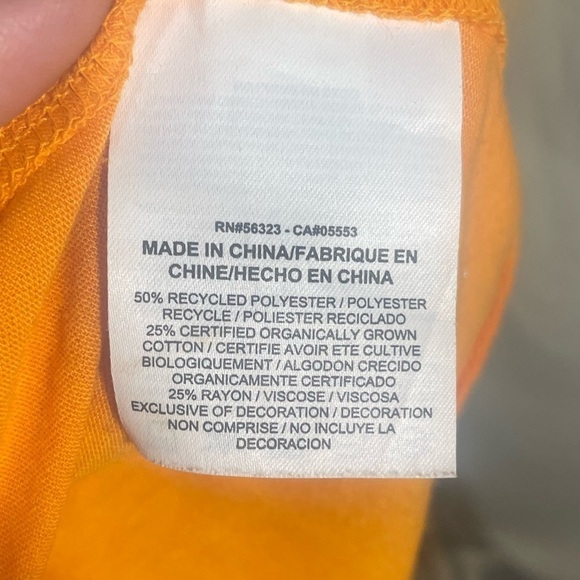 RN#56323 - CA#05553
MADE IN CHINA/FABRIQUE EN
CHINE/HECHO EN CHINA
50% RECYCLED POLYESTER / POLYESTER
RECYCLE / POLIESTER RECICLADO
25% CERTIFIED ORGANICALLY GROWN
COTTON / CERTIFIE AVOIR ETE CULTIVE
BIOLOGIQUEMENT / ALGODON CRECIDO
ORGANICAMENTE CERTIFICADO
25% RAYON / VISCOSE / VISCOSA
EXCLUSIVE OF DECORATION / DECORATION
NON COMPRISE / NO INCLUYE LA
DECORACION